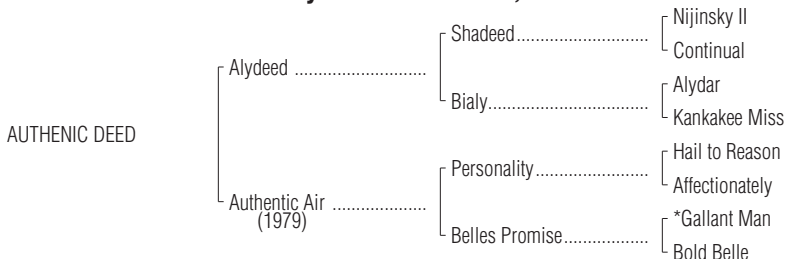 Nijinsky II
Shadeed
Continual
Alydeed
Alydar
Bialy
Kankakee Miss
AUTHENIC DEED
Hail to Reason
Personality
Affectionately
Authentic Air
(1979)
*Gallant Man
Belles Promise
Bold Belle